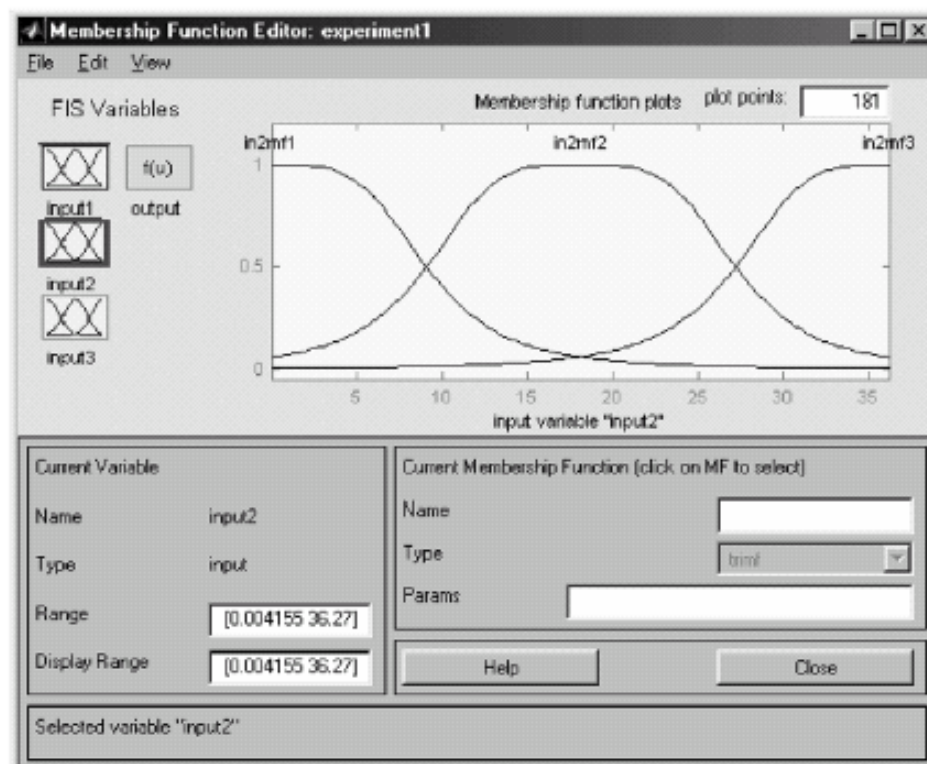 Membership Function Editor: experiment1
File Edit View
FIS Variables
Membership function plots plot points: 181
in2mf1 in2mf2 in2mf3
f(u)
input1 output
input2
input3
1
0.5
0
5 10 15 20 25 30 35
input variable "input2"
Current Variable
Name input2
Type input
Range [0.004155 36.27]
Display Range [0.004155 36.27]
Current Membership Function (click on MF to select)
Name
Type trimf
Params
Help Close
Selected variable "input2"